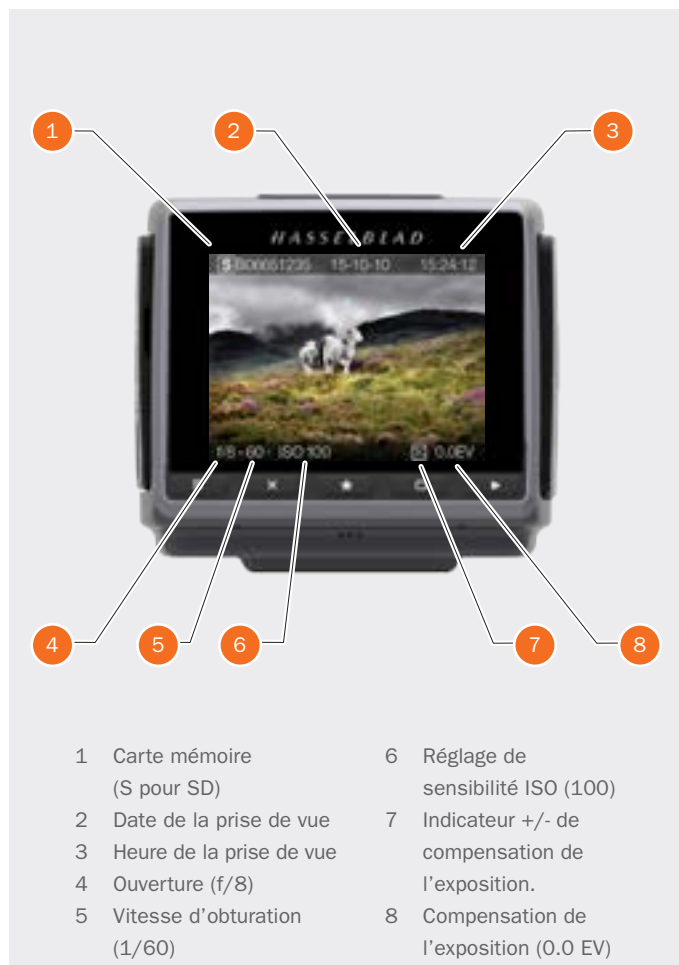 1
2
3
HASSELBLAD
S B0051235 15-10-10 15:24:12
f/8 · 60 · ISO 100 0.0EV
4
5
6
7
8
1 Carte mémoire
(S pour SD)
2 Date de la prise de vue
3 Heure de la prise de vue
4 Ouverture (f/8)
5 Vitesse d’obturation
(1/60)
6 Réglage de
sensibilité ISO (100)
7 Indicateur +/- de
compensation de
l’exposition.
8 Compensation de
l’exposition (0.0 EV)